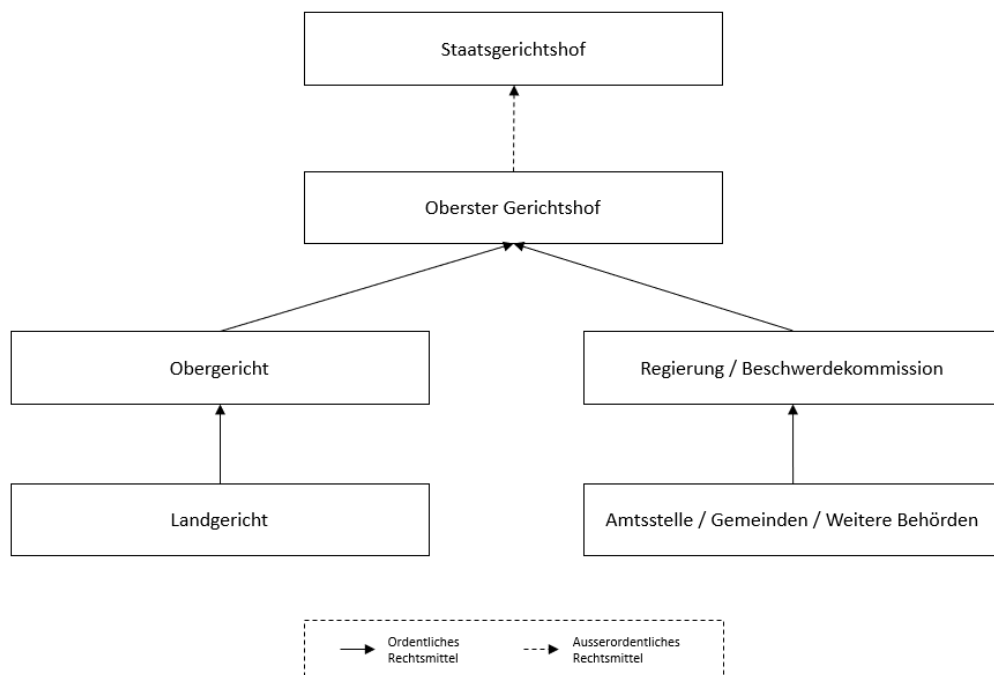 Staatsgerichtshof
Oberster Gerichtshof
Obergericht
Regierung / Beschwerdekommission
Landgericht
Amtsstelle / Gemeinden / Weitere Behörden
Ordentliches
Rechtsmittel
Ausserordentliches
Rechtsmittel